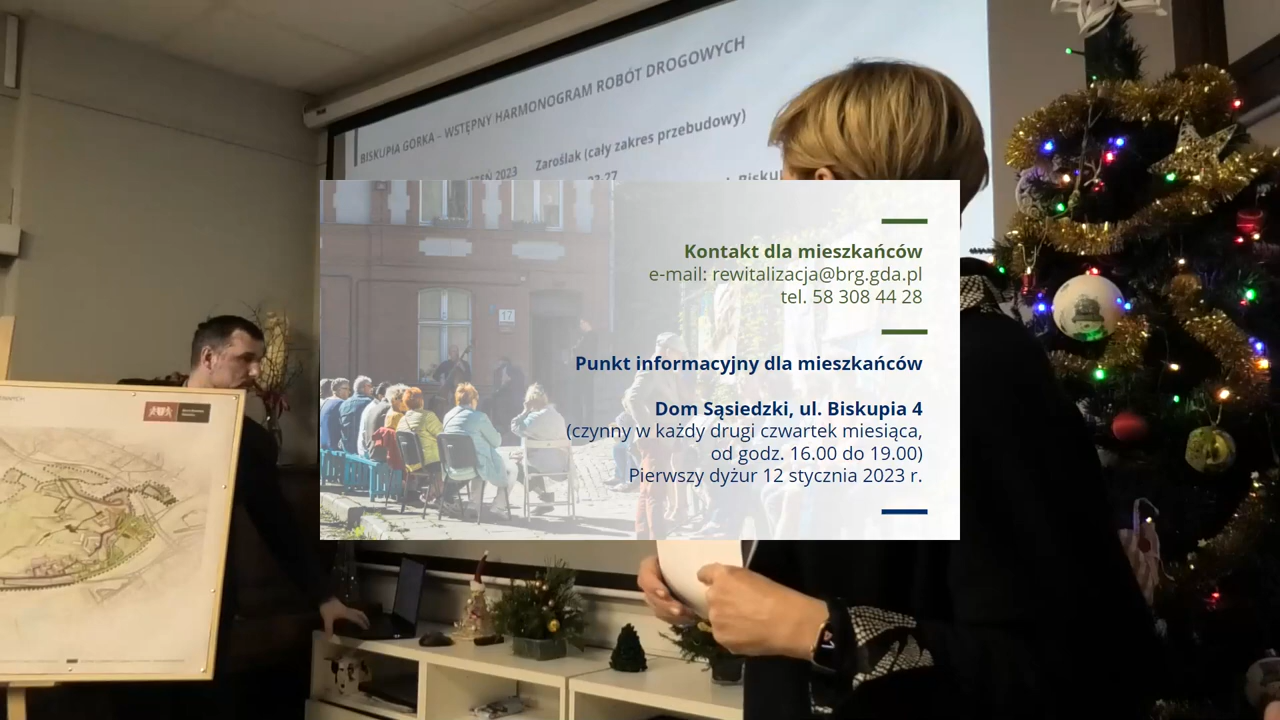 BISKUPIA GÓRKA – WSTĘPNY HARMONOGRAM ROBÓT DROGOWYCH
2023 Zaroślak (cały zakres przebudowy)
Kontakt dla mieszkańców
e-mail: rewitalizacja@brg.gda.pl
tel. 58 308 44 28
17
Punkt informacyjny dla mieszkańców
Dom Sąsiedzki, ul. Biskupia 4
(czynny w każdy drugi czwartek miesiąca,
od godz. 16.00 do 19.00)
Pierwszy dyżur 12 stycznia 2023 r.